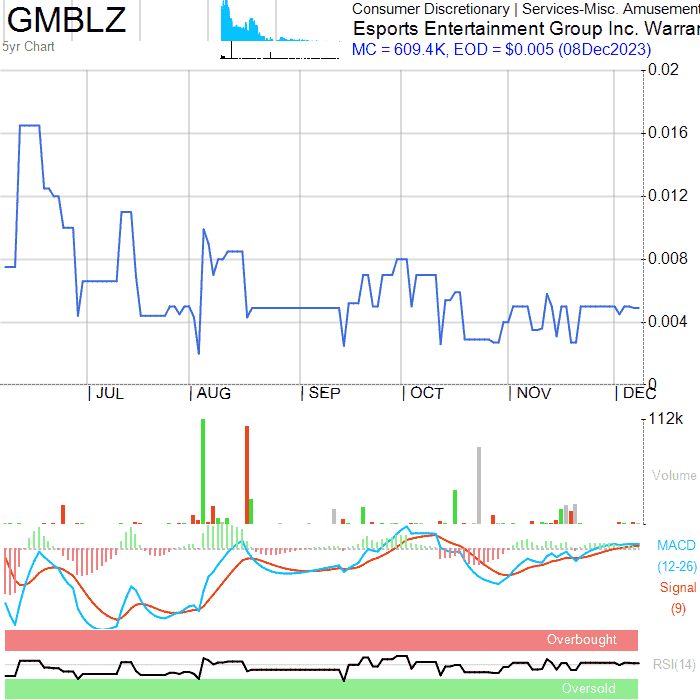 GMBLZ
5yr Chart
Consumer Discretionary | Services-Misc. Amusement
Esports Entertainment Group Inc. Warrar
MC = 609.4K, EOD = $0.005 (08Dec2023)
0.02
0.016
0.012
0.008
0.004
0
JUL AUG SEP OCT NOV DEC
112k
Volume
MACD
(12-26)
Signal
(9)
Overbought
RSI(14)
Oversold